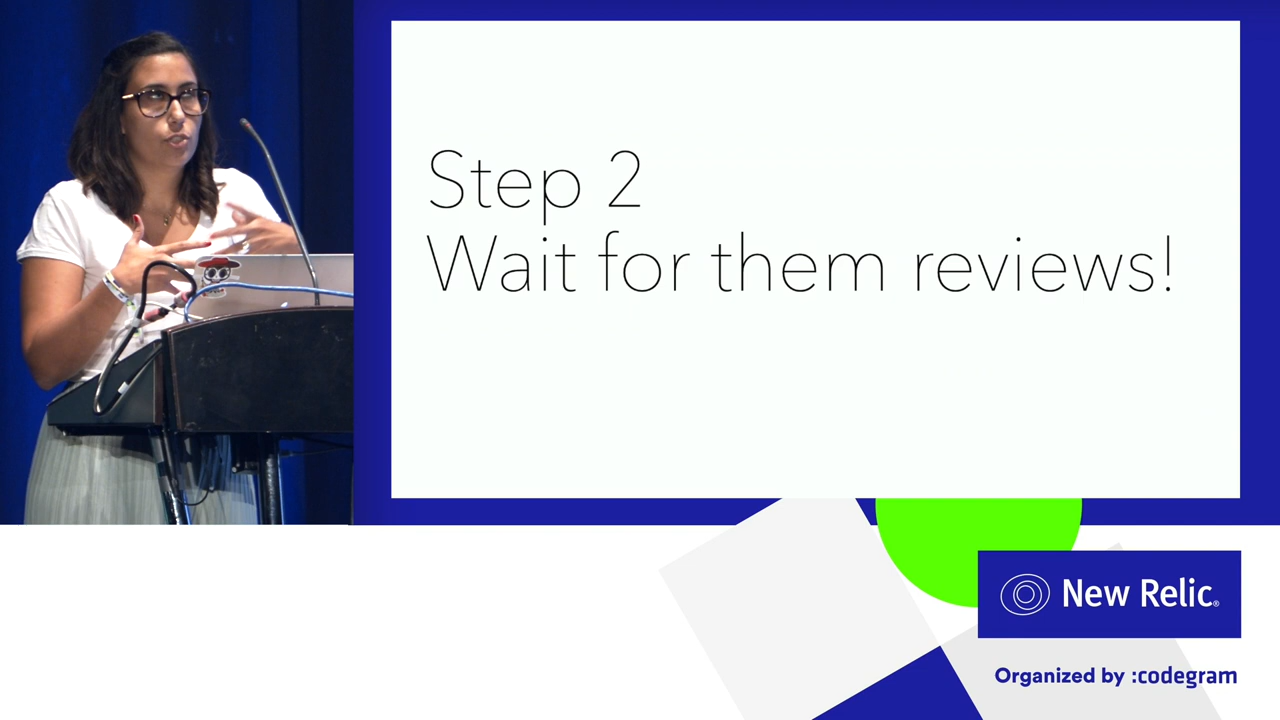 Step 2
Wait for them reviews!
New Relic®
Organized by :codegram